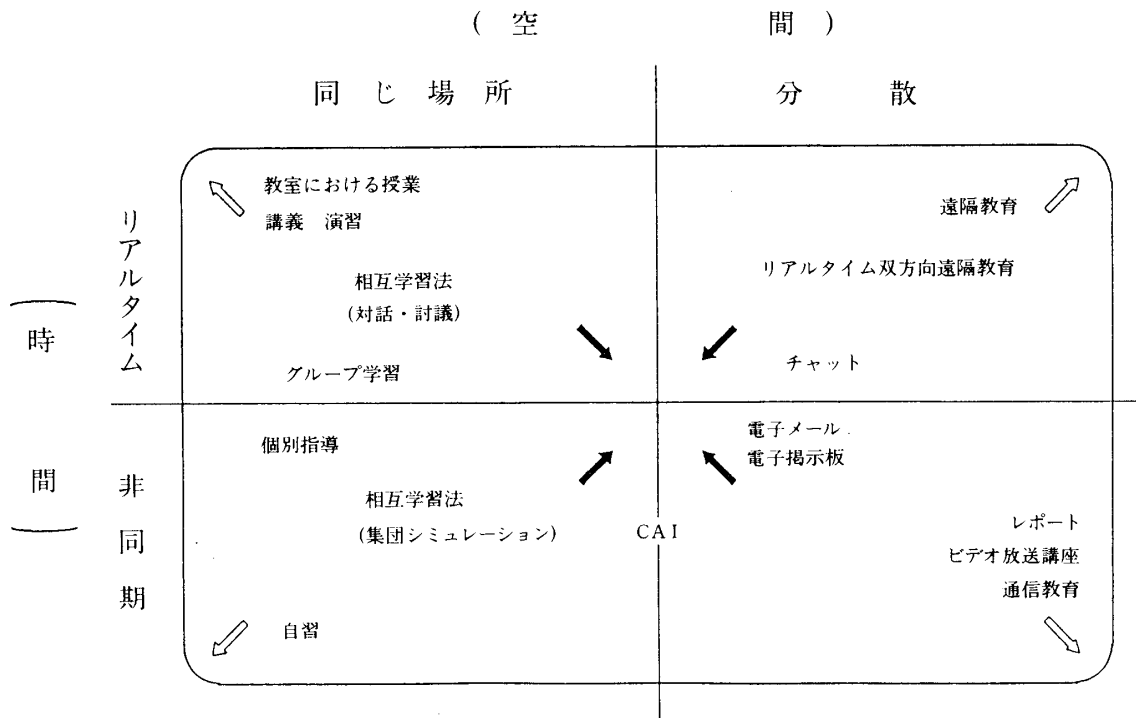 (空間)
同じ場所
分散
(時間)
リアルタイム
非同期
教室における授業
講義 演習
相互学習法
(対話・討議)
グループ学習
遠隔教育
リアルタイム双方向遠隔教育
チャット
個別指導
相互学習法
(集団シミュレーション)
自習
CAI
電子メール
電子掲示板
レポート
ビデオ放送講座
通信教育